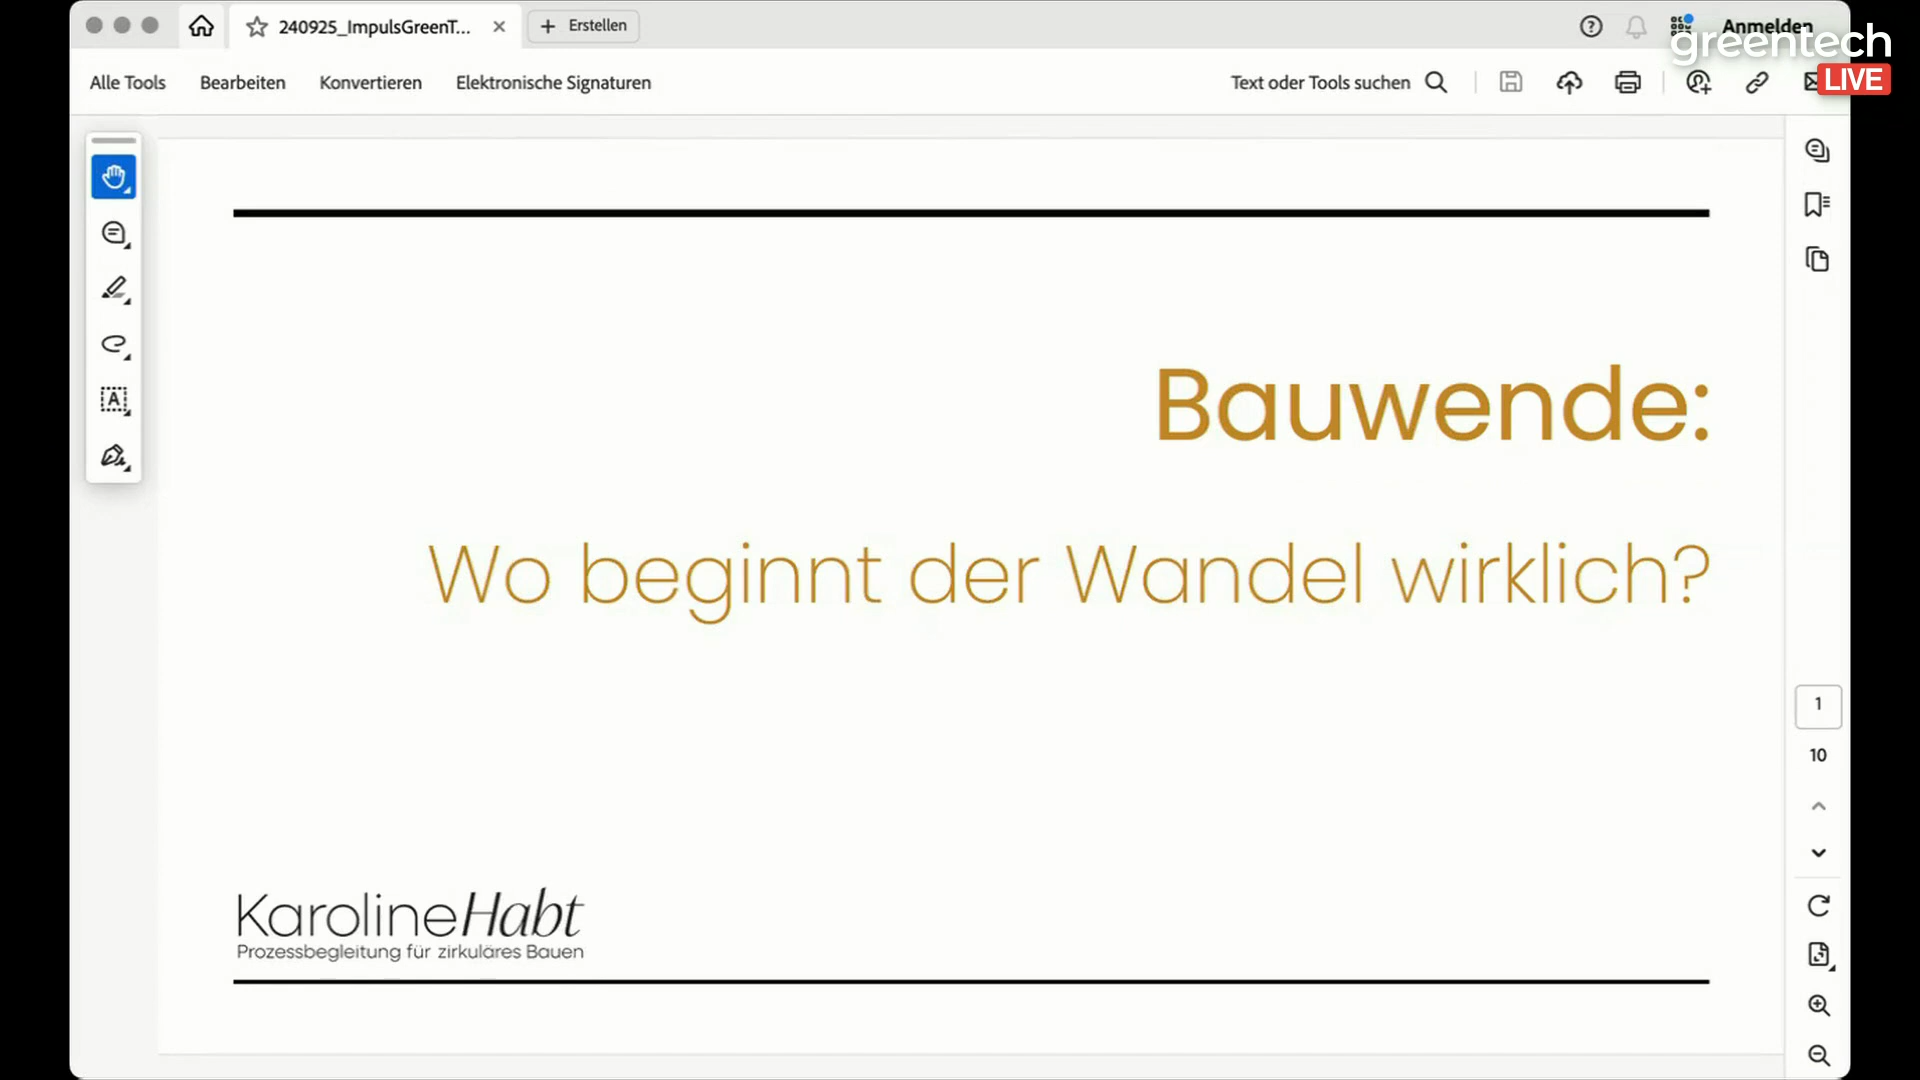 240925_ImpulsGreenT...
Erstellen
Anmelden
greentech
LIVE
Alle Tools
Bearbeiten
Konvertieren
Elektronische Signaturen
Text oder Tools suchen
Bauwende:
Wo beginnt der Wandel wirklich?
1
10
KarolineHabt
Prozessbegleitung für zirkuläres Bauen